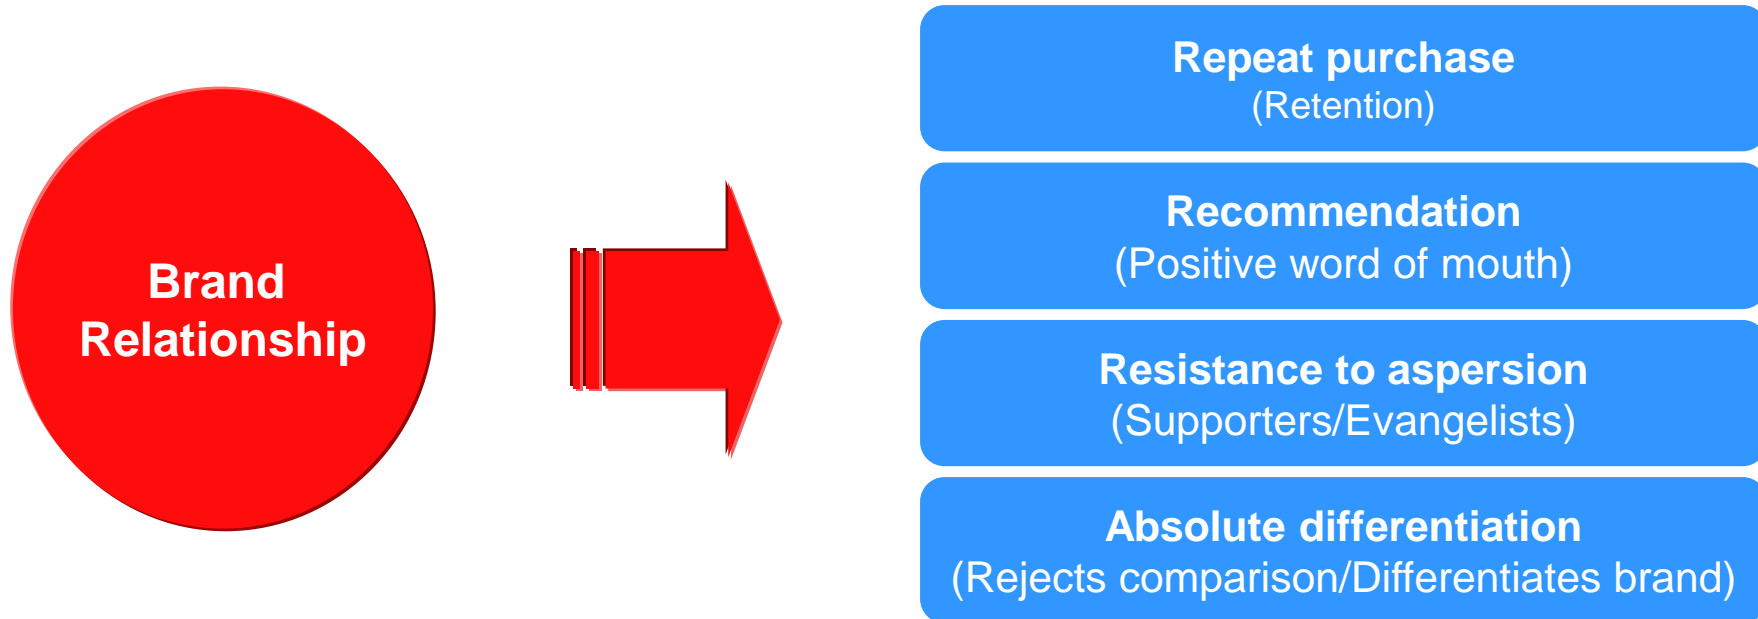 Brand
Relationship
Repeat purchase
(Retention)
Recommendation
(Positive word of mouth)
Resistance to aspersion
(Supporters/Evangelists)
Absolute differentiation
(Rejects comparison/Differentiates brand)